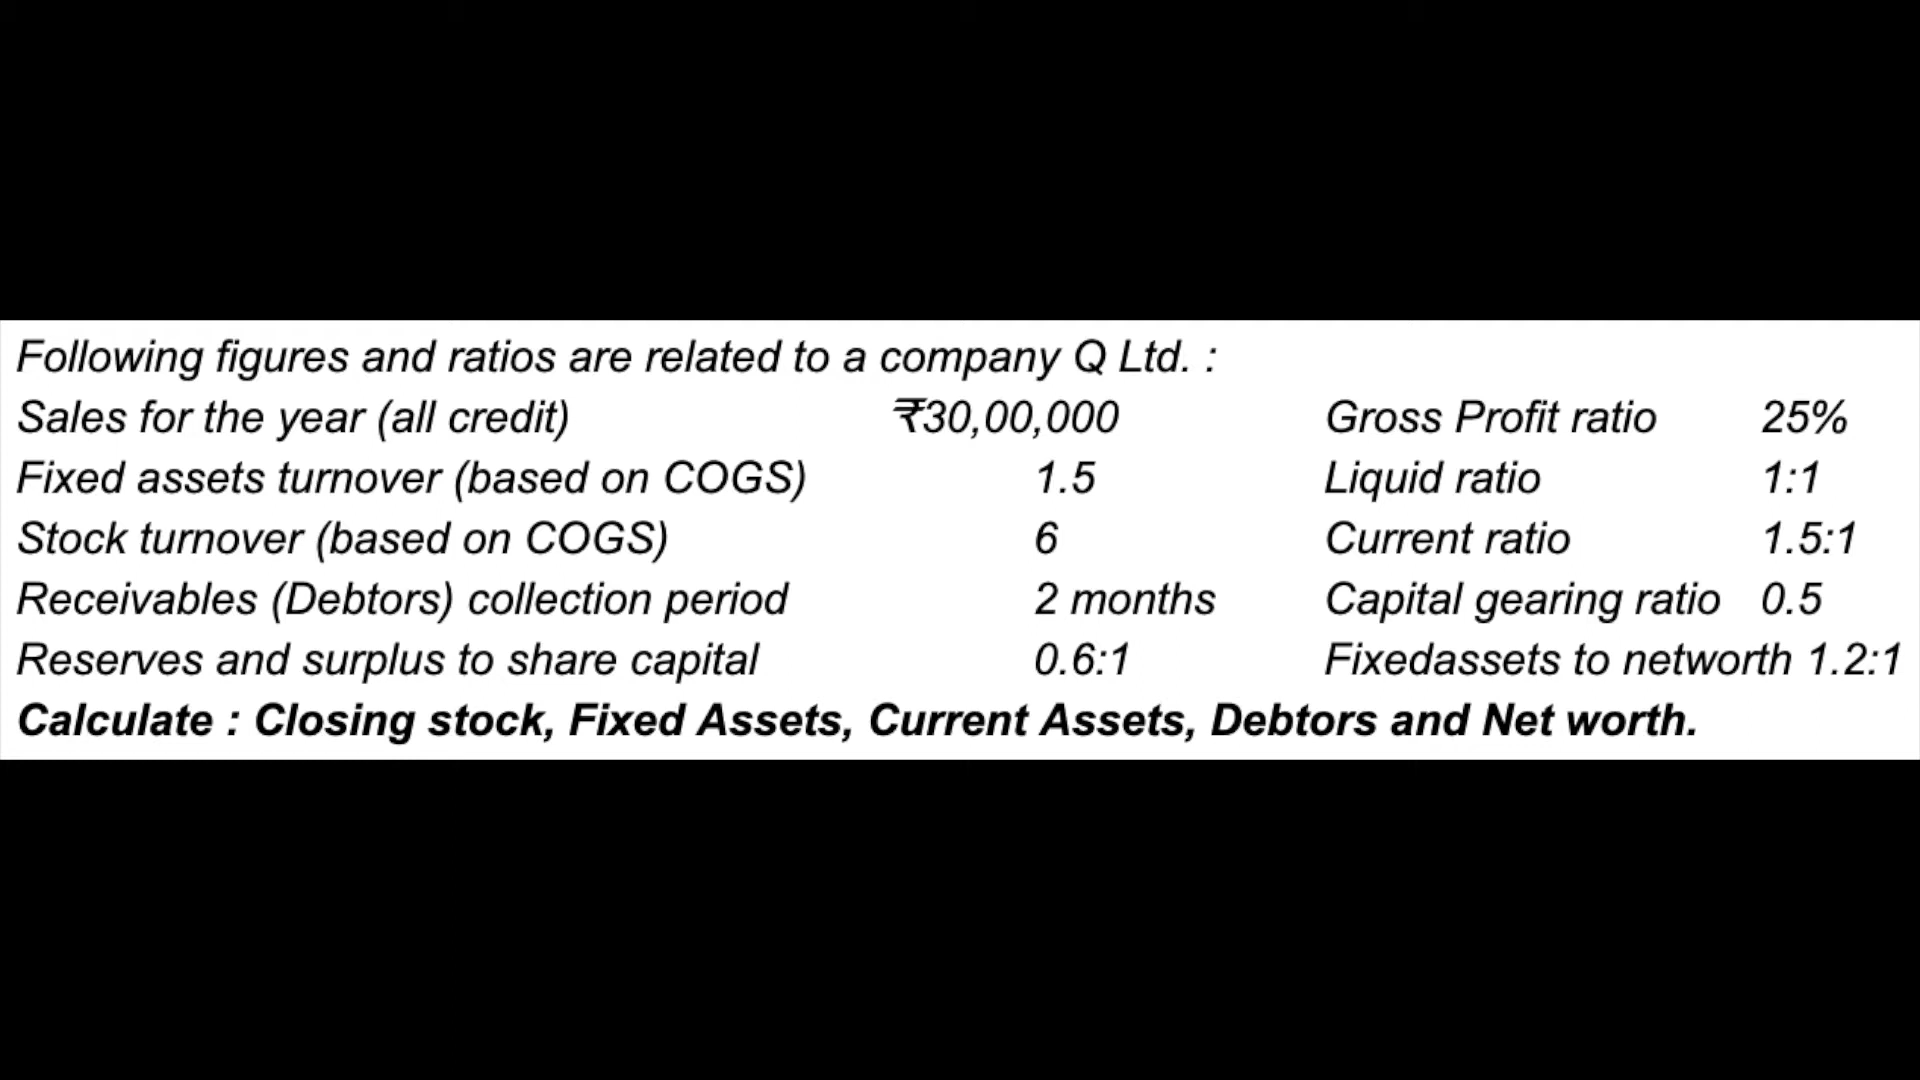 Following figures and ratios are related to a company Q Ltd. :
Sales for the year (all credit) ₹30,00,000 Gross Profit ratio 25%
Fixed assets turnover (based on COGS) 1.5 Liquid ratio 1:1
Stock turnover (based on COGS) 6 Current ratio 1.5:1
Receivables (Debtors) collection period 2 months Capital gearing ratio 0.5
Reserves and surplus to share capital 0.6:1 Fixedassets to networth 1.2:1
Calculate : Closing stock, Fixed Assets, Current Assets, Debtors and Net worth.